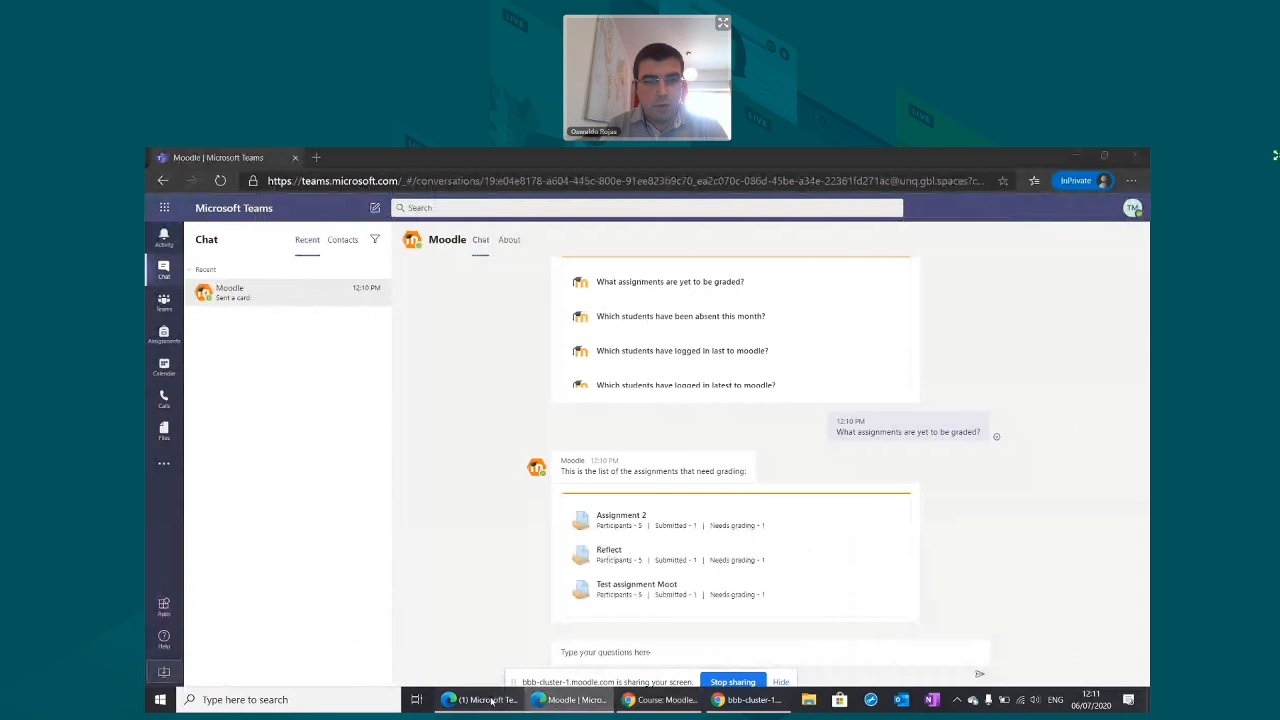 LIVE
LIVE
LIVE
Oswaldo Rojas
Moodle | Microsoft Teams
https://teams.microsoft.com/_#/conversations/19:e04e8178-a604-445c-800e-91ee823b9c70_ea2c070c-086d-45be-a34e-22361fd271ac@unq.gbl.spaces?c...
InPrivate
Microsoft Teams
Search
TM
Activity
Chat
Teams
Assignments
Calendar
Calls
Files
Apps
Help
Chat
Recent
Contacts
Recent
Moodle
12:10 PM
Sent a card
Moodle
Chat
About
What assignments are yet to be graded?
Which students have been absent this month?
Which students have logged in last to moodle?
Which students have logged in latest to moodle?
12:10 PM
What assignments are yet to be graded?
Moodle 12:10 PM
This is the list of the assignments that need grading:
Assignment 2
Participants - 5 | Submitted - 1 | Needs grading - 1
Reflect
Participants - 5 | Submitted - 1 | Needs grading - 1
Test assignment Moot
Participants - 5 | Submitted - 1 | Needs grading - 1
Type your questions here
bbb-cluster-1.moodle.com is sharing your screen.
Stop sharing
Hide
Type here to search
(1) Microsoft Te...
Moodle | Micro...
Course: Moodle...
bbb-cluster-1....
ENG
12:11
06/07/2020